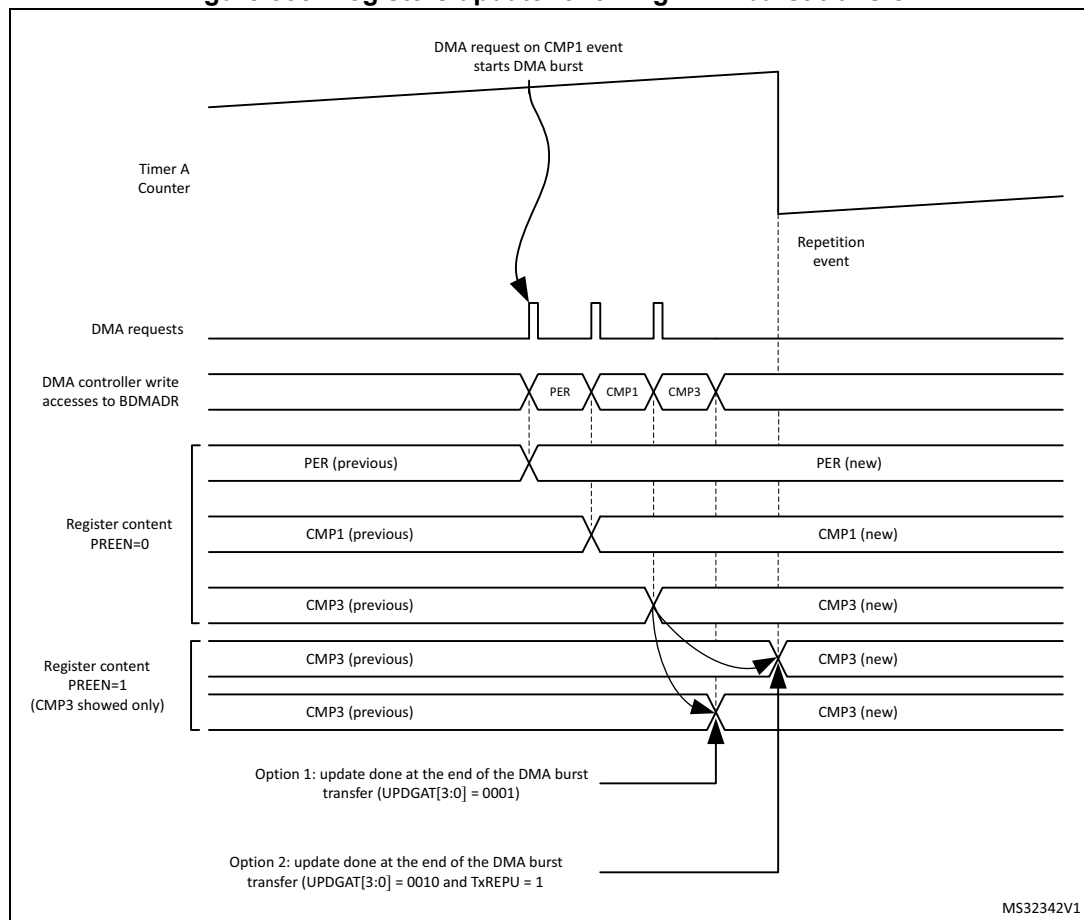 DMA request on CMP1 event
starts DMA burst
Timer A
Counter
Repetition
event
DMA requests
DMA controller write
accesses to BDMADR
PER
CMP1
CMP3
PER (previous)
PER (new)
Register content
PREEN=0
CMP1 (previous)
CMP1 (new)
CMP3 (previous)
CMP3 (new)
Register content
PREEN=1
(CMP3 showed only)
CMP3 (previous)
CMP3 (new)
CMP3 (previous)
CMP3 (new)
Option 1: update done at the end of the DMA burst
transfer (UPDGAT[3:0] = 0001)
Option 2: update done at the end of the DMA burst
transfer (UPDGAT[3:0] = 0010 and TxREPU = 1
MS32342V1